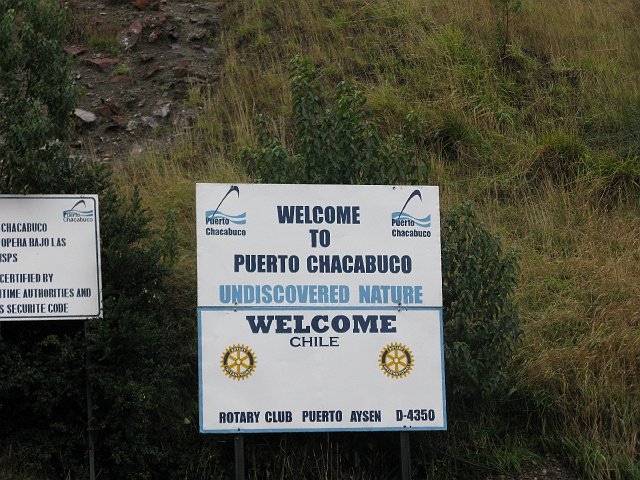 CHACABUCO
Puerto
Chacabuco
OPERA BAJO LAS
ISPS
CERTIFIED BY
TIME AUTHORITIES AND
S SECURITE CODE
Puerto
Chacabuco
Puerto
Chacabuco
WELCOME
TO
PUERTO CHACABUCO
UNDISCOVERED NATURE
WELCOME
CHILE
ROTARY CLUB PUERTO AYSEN D-4350